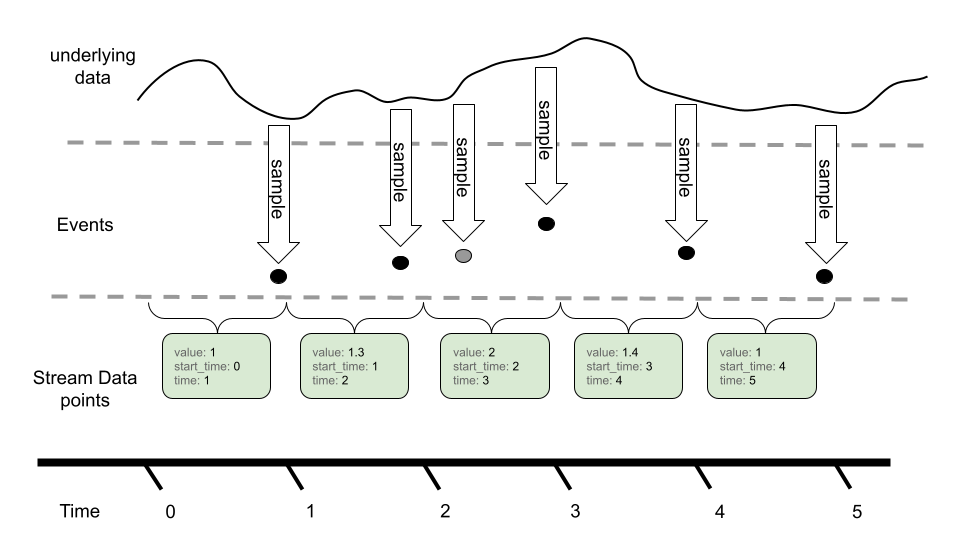 underlying
data
sample
sample
sample
sample
sample
sample
Events
value: 1
start_time: 0
time: 1
value: 1.3
start_time: 1
time: 2
value: 2
start_time: 2
time: 3
value: 1.4
start_time: 3
time: 4
value: 1
start_time: 4
time: 5
Stream Data
points
Time 0 1 2 3 4 5